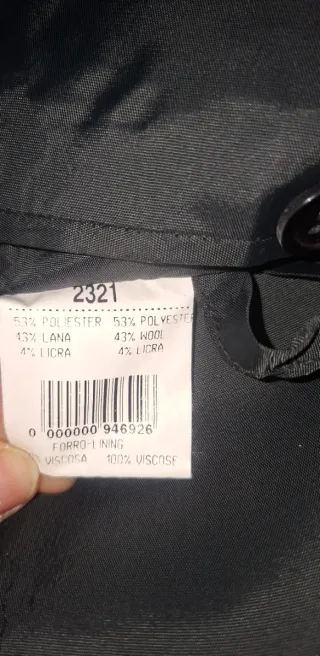 2321
53% POLIESTER 53% POLYESTER
43% LANA 43% WOOL
4% LICRA 4% LICRA
0 000000 946926
FORRO-LINING
% VISCOSA 100% VISCOSE